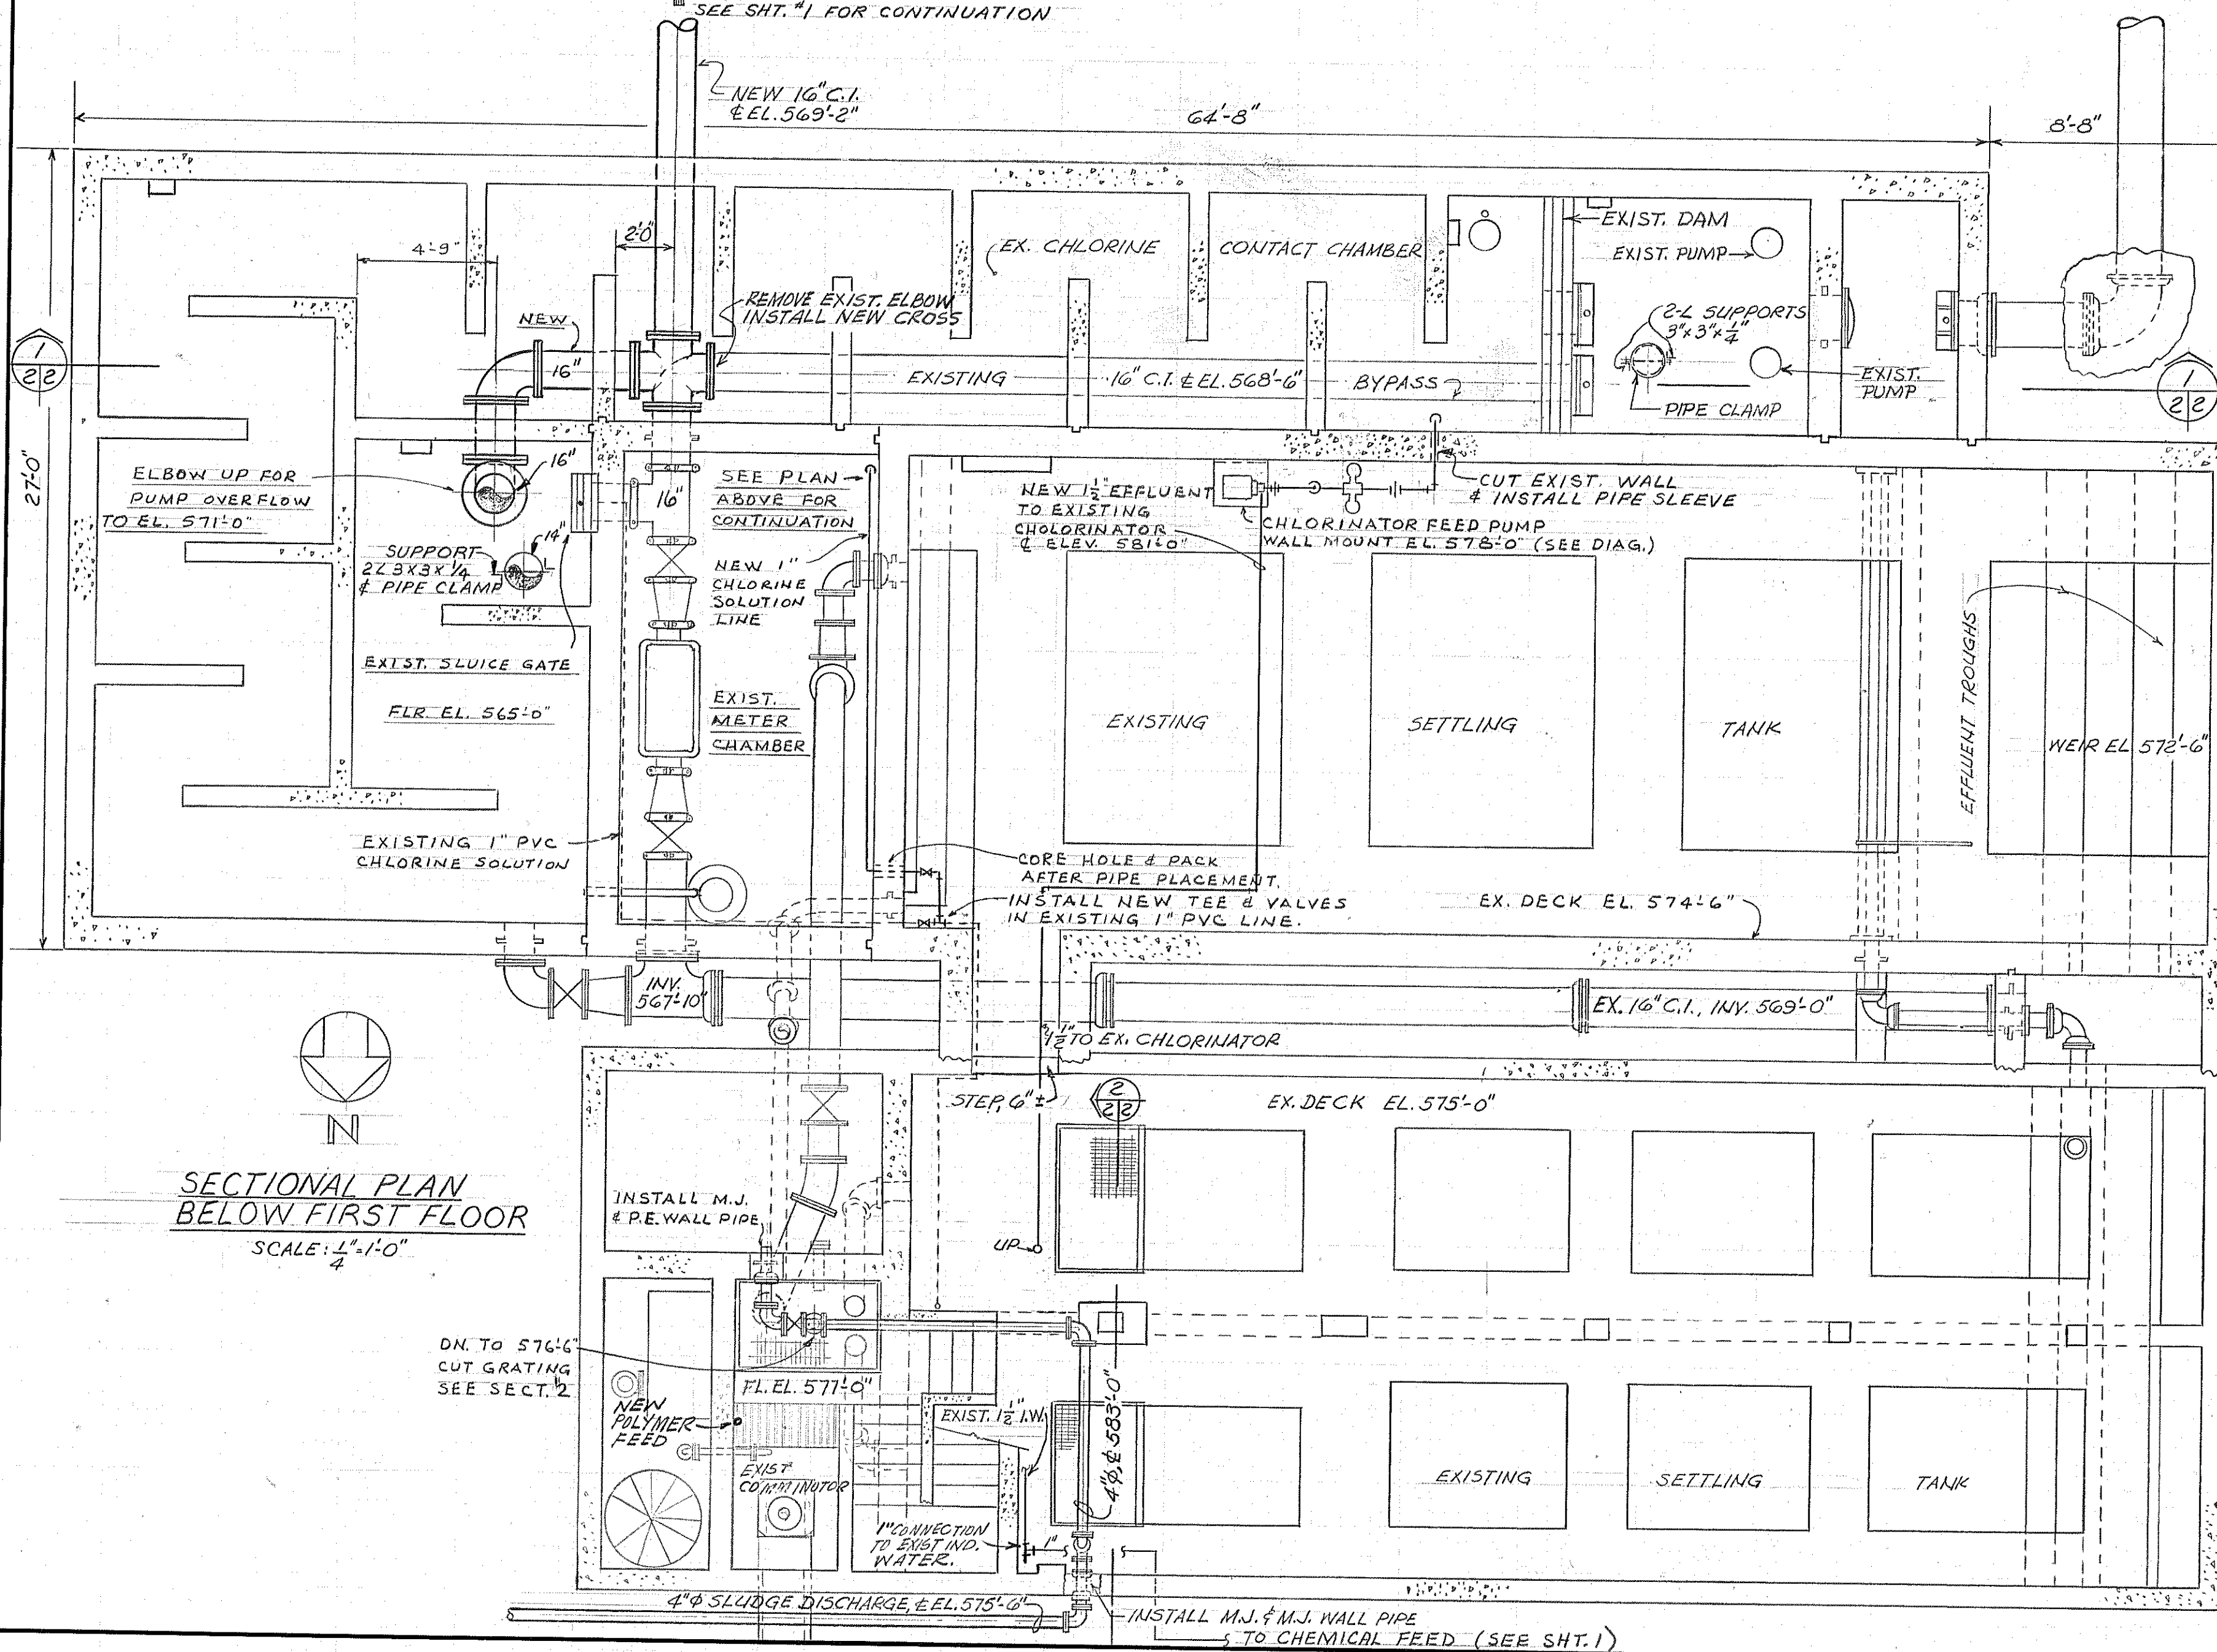 SEE SHT. #1 FOR CONTINUATION
NEW 16" C.I.
℄ EL. 569'-2"
64'-8"
8'-8"
27'-0"
4'-9"
2'-0"
EX. CHLORINE
CONTACT CHAMBER
EXIST. DAM
EXIST. PUMP
2-L SUPPORTS
3"x3"x1/4"
REMOVE EXIST. ELBOW
INSTALL NEW CROSS
NEW
16"
EXISTING
16" C.I. ℄ EL. 568'-6"
BYPASS
EXIST.
PUMP
PIPE CLAMP
1
2 2
1
2 2
ELBOW UP FOR
PUMP OVERFLOW
TO EL. 571'-0"
16"
16"
SEE PLAN
ABOVE FOR
CONTINUATION
NEW 1½" EFFLUENT
TO EXISTING
CHOLORINATOR
℄ ELEV. 581'-0"
CUT EXIST. WALL
& INSTALL PIPE SLEEVE
CHLORINATOR FEED PUMP
WALL MOUNT EL. 578'-0" (SEE DIAG.)
SUPPORT
2L 3X3X1/4
& PIPE CLAMP
14"
NEW 1"
CHLORINE
SOLUTION
LINE
EXIST. SLUICE GATE
FLR. EL. 565'-0"
EXIST.
METER
CHAMBER
EXISTING
SETTLING
TANK
EFFLUENT TROUGHS
WEIR EL. 572'-6"
EXISTING 1" PVC
CHLORINE SOLUTION
CORE HOLE & PACK
AFTER PIPE PLACEMENT.
INSTALL NEW TEE & VALVES
IN EXISTING 1" PVC LINE.
EX. DECK EL. 574'-6"
INV.
567'-10"
EX. 16" C.I., INV. 569'-0"
1½" TO EX. CHLORINATOR
N
STEP, 6" ±
2
2 2
EX. DECK EL. 575'-0"
SECTIONAL PLAN
BELOW FIRST FLOOR
SCALE: 1/4"=1'-0"
INSTALL M.J.
& P.E. WALL PIPE
UP
DN. TO 576'-6"
CUT GRATING
SEE SECT. 2
FL. EL. 577'-0"
NEW
POLYMER
FEED
EXIST. 1½" I.W.
4"φ, ℄ 583'-0"
EXIST
COMMINUTOR
EXISTING
SETTLING
TANK
1" CONNECTION
TO EXIST IND.
WATER.
1"
4"φ SLUDGE DISCHARGE, ℄ EL. 575'-6"
INSTALL M.J. & M.J. WALL PIPE
TO CHEMICAL FEED (SEE SHT. 1)